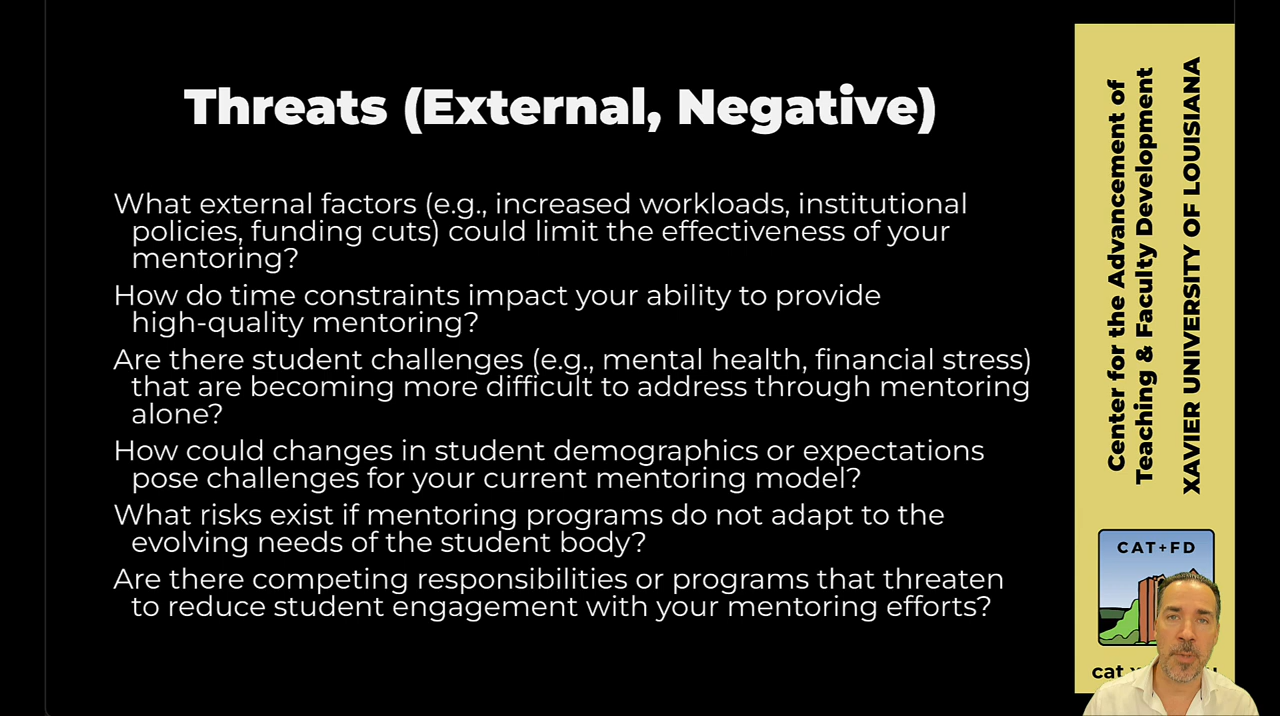 Threats (External, Negative)
What external factors (e.g., increased workloads, institutional
policies, funding cuts) could limit the effectiveness of your
mentoring?
How do time constraints impact your ability to provide
high-quality mentoring?
Are there student challenges (e.g., mental health, financial stress)
that are becoming more difficult to address through mentoring
alone?
How could changes in student demographics or expectations
pose challenges for your current mentoring model?
What risks exist if mentoring programs do not adapt to the
evolving needs of the student body?
Are there competing responsibilities or programs that threaten
to reduce student engagement with your mentoring efforts?
Center for the Advancement of
Teaching & Faculty Development
XAVIER UNIVERSITY OF LOUISIANA
CAT+FD
cat